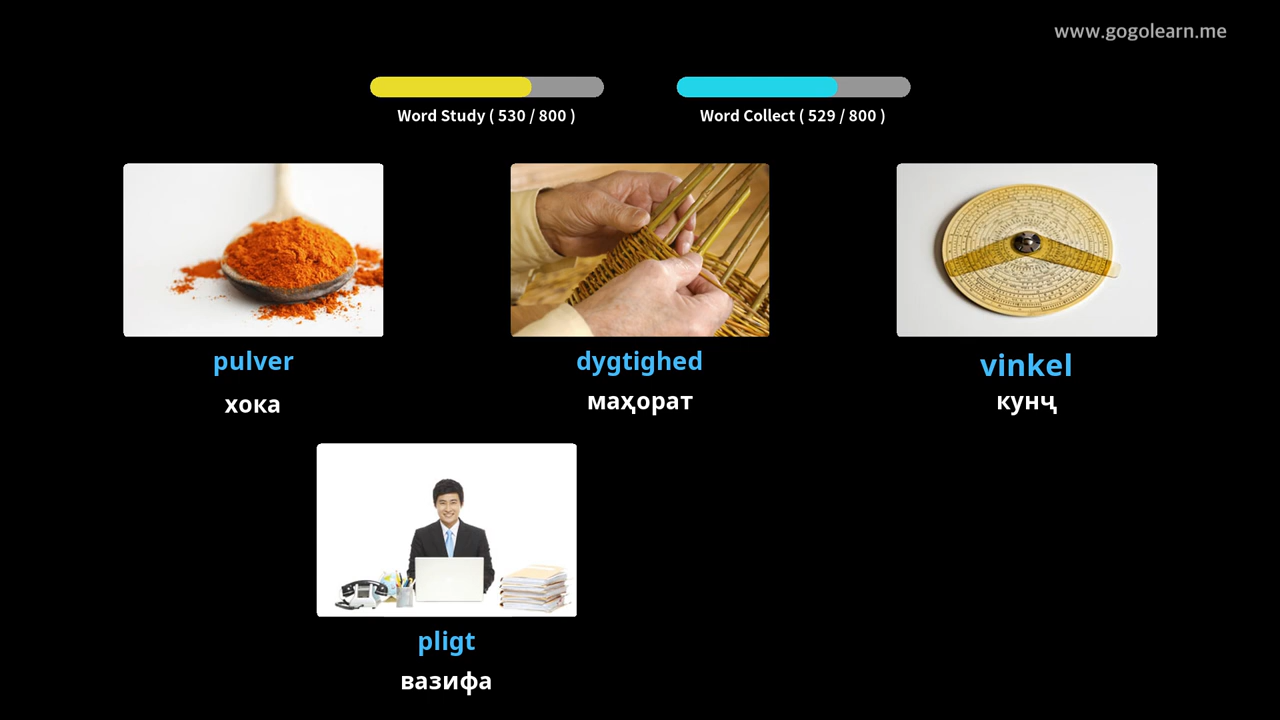 www.gogolearn.me
Word Study ( 530 / 800 )
Word Collect ( 529 / 800 )
pulver
хока
dygtighed
маҳорат
vinkel
кунҷ
pligt
вазифа